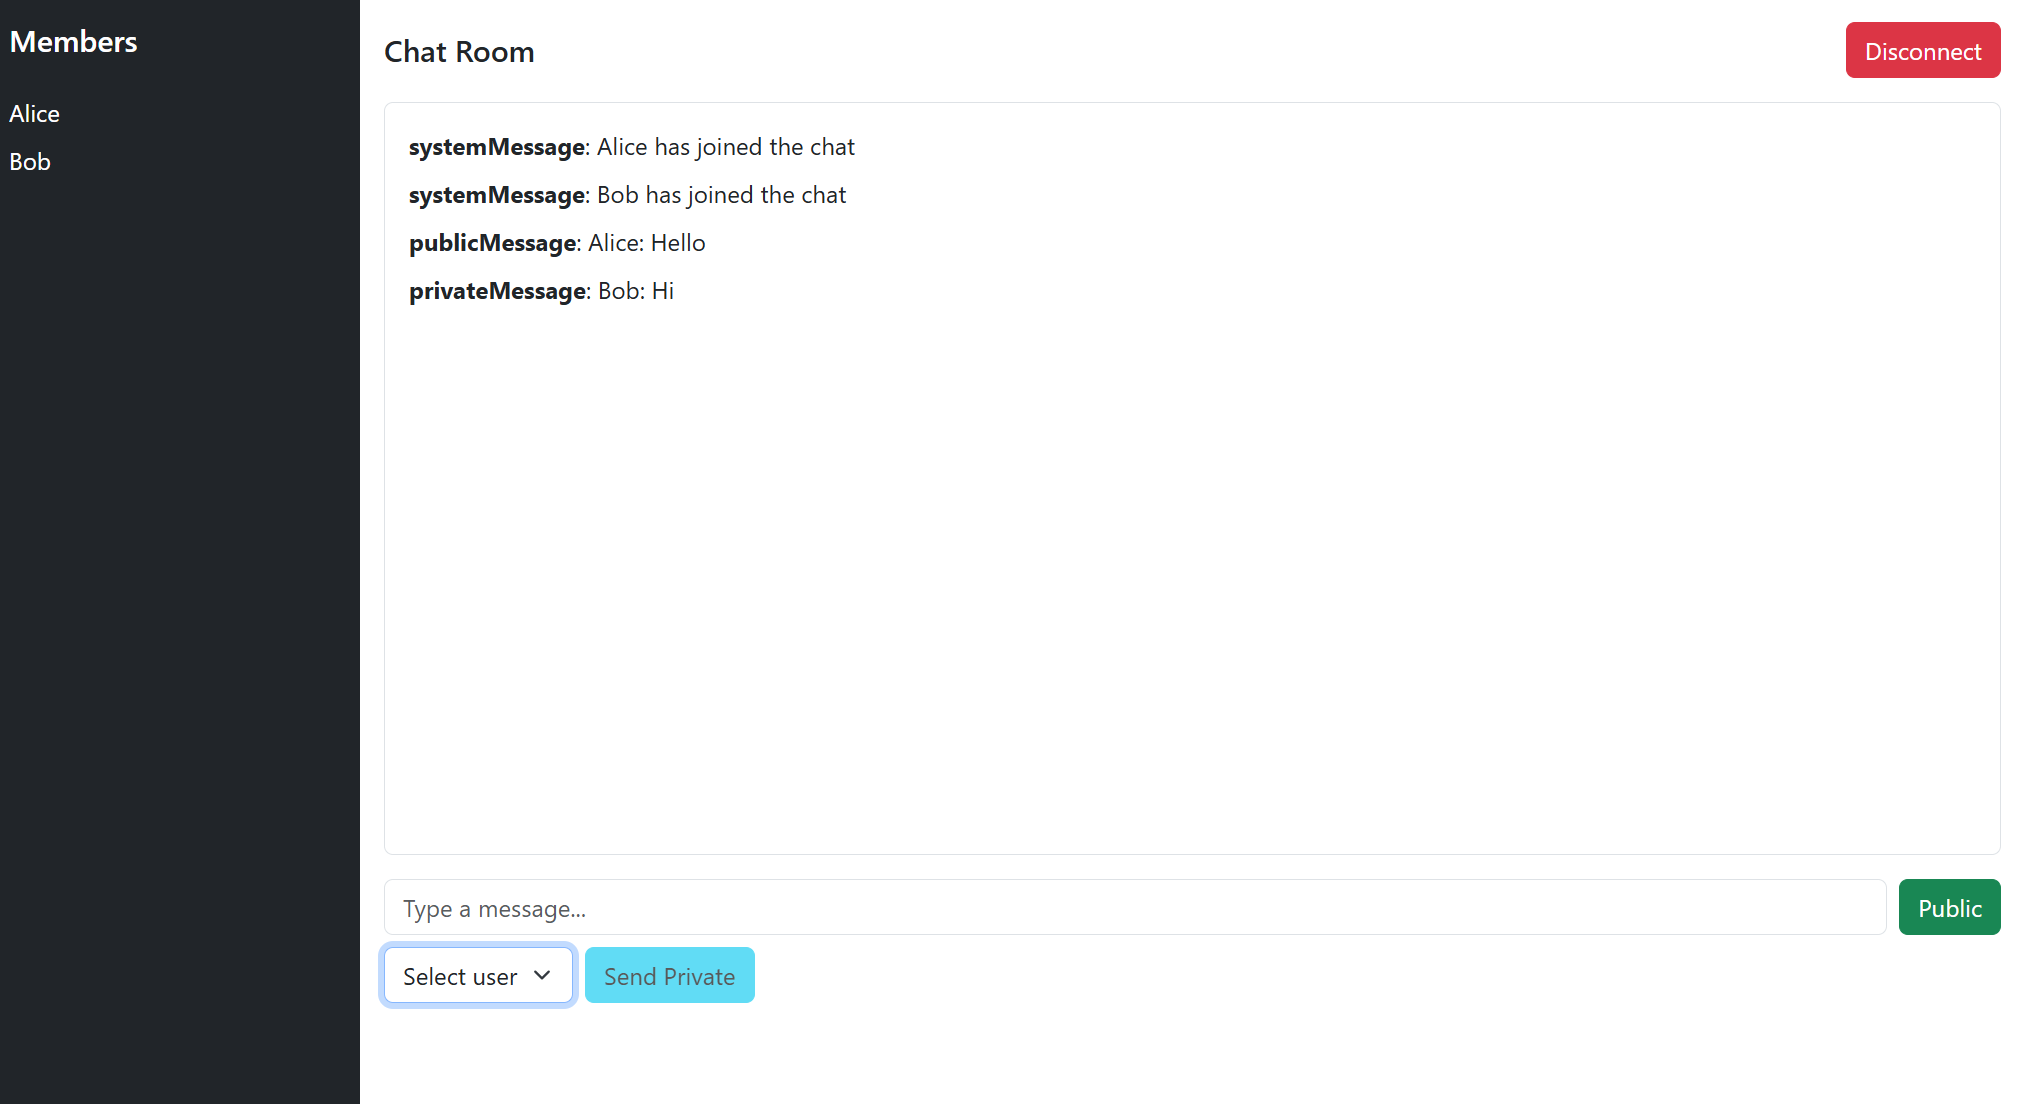 Members
Alice
Bob
Chat Room
Disconnect
systemMessage: Alice has joined the chat
systemMessage: Bob has joined the chat
publicMessage: Alice: Hello
privateMessage: Bob: Hi
Type a message...
Public
Select user
Send Private